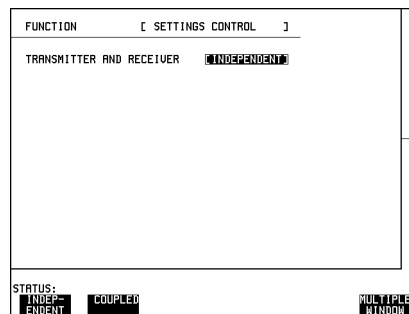 FUNCTION [ SETTINGS CONTROL ]
TRANSMITTER AND RECEIVER [INDEPENDENT]
STATUS:
INDEP- COUPLED MULTIPLE
ENDENT WINDOW